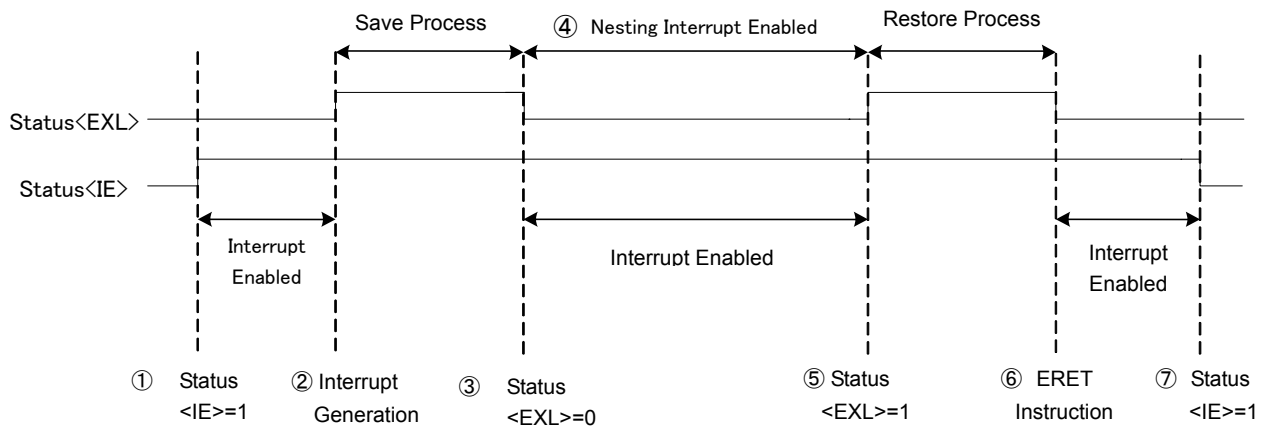 Save Process
④ Nesting Interrupt Enabled
Restore Process
Status<EXL>
Status<IE>
Interrupt
Enabled
Interrupt Enabled
Interrupt
Enabled
① Status
<IE>=1
② Interrupt
Generation
③ Status
<EXL>=0
⑤ Status
<EXL>=1
⑥ ERET
Instruction
⑦ Status
<IE>=1